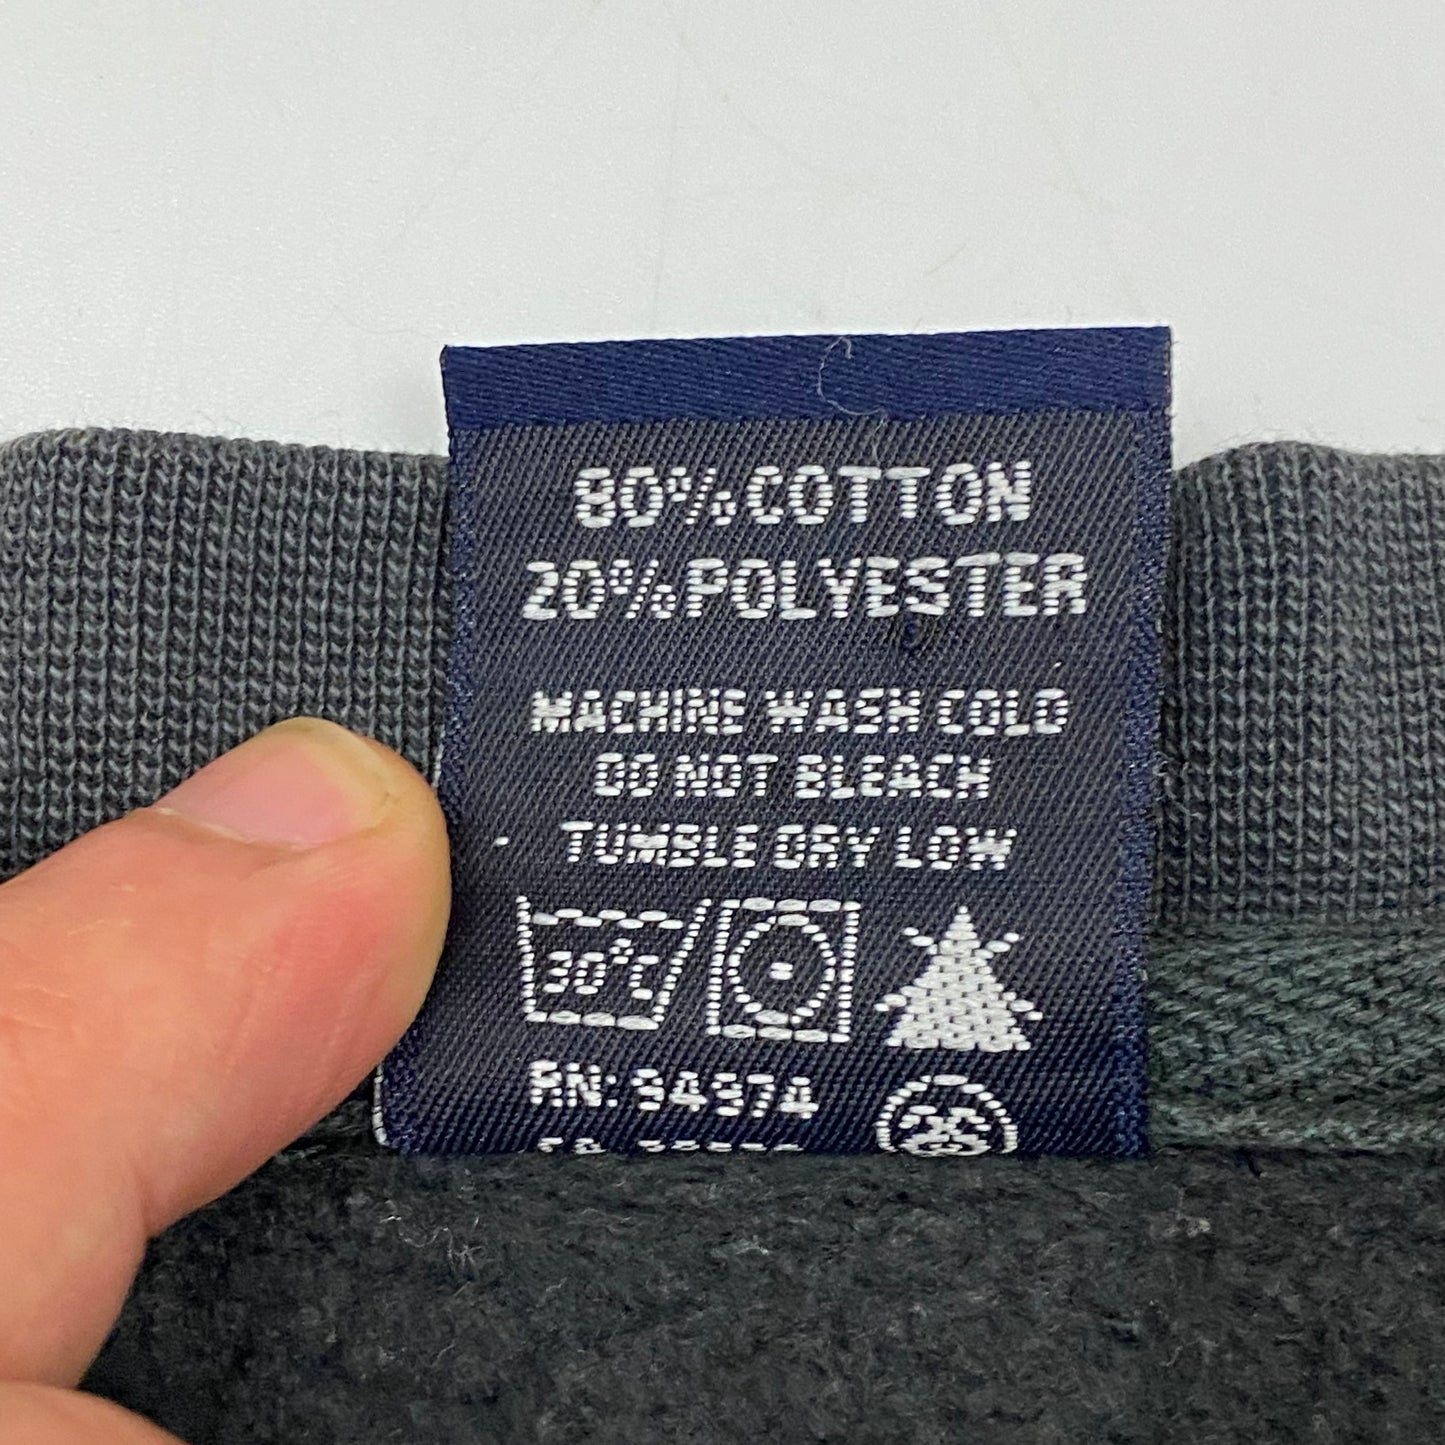 80% COTTON
20% POLYESTER
MACHINE WASH COLD
DO NOT BLEACH
TUMBLE DRY LOW
30°C
RN: 94974